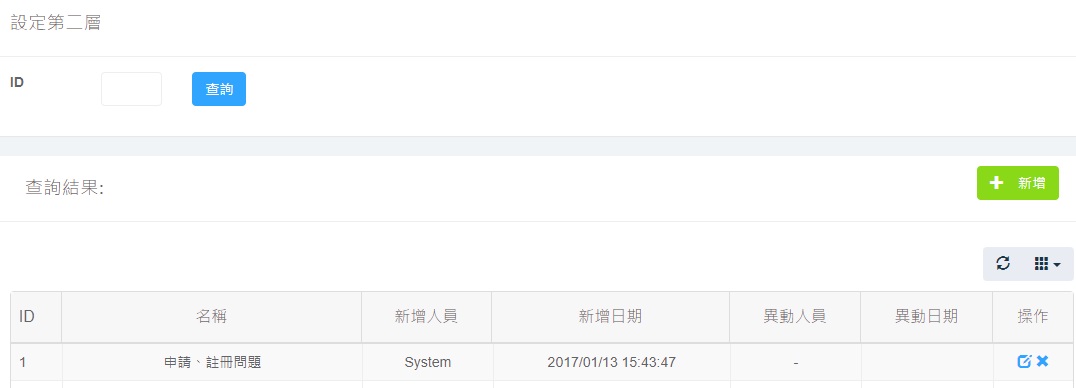 設定第二層
ID
查詢
查詢結果:
新增
ID 名稱 新增人員 新增日期 異動人員 異動日期 操作
1 申請、註冊問題 System 2017/01/13 15:43:47 -